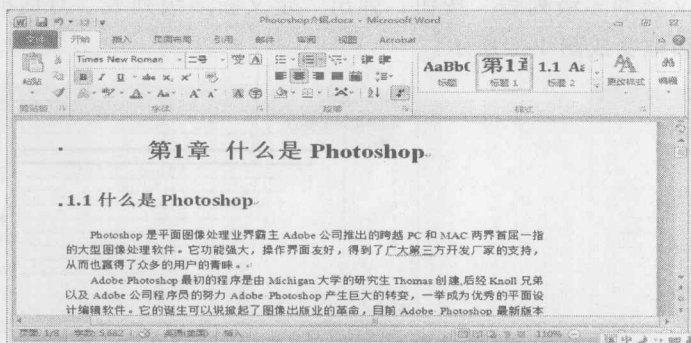 Photoshop介绍.docx - Microsoft Word
文件 开始 插入 页面布局 引用 邮件 审阅 视图 Acrobat
Times New Roman 二号
AaBbC 第1章 1.1 Aa
粘贴 标题 标题 1 标题 2 更改样式 编辑
剪贴板 字体 段落 样式
第1章 什么是 Photoshop
1.1 什么是 Photoshop
Photoshop 是平面图像处理业界霸主 Adobe 公司推出的跨越 PC 和 MAC 两界首屈一指
的大型图像处理软件。它功能强大，操作界面友好，得到了广大第三方开发厂家的支持，
从而也赢得了众多的用户的青睐。
Adobe Photoshop 最初的程序是由 Michigan 大学的研究生 Thomas 创建,后经 Knoll 兄弟
以及 Adobe 公司程序员的努力 Adobe Photoshop 产生巨大的转变，一举成为优秀的平面设
计编辑软件。它的诞生可以说掀起了图像出版业的革命，目前 Adobe Photoshop 最新版本
页面: 1/8 字数: 5,662 英语(美国) 插入 110%